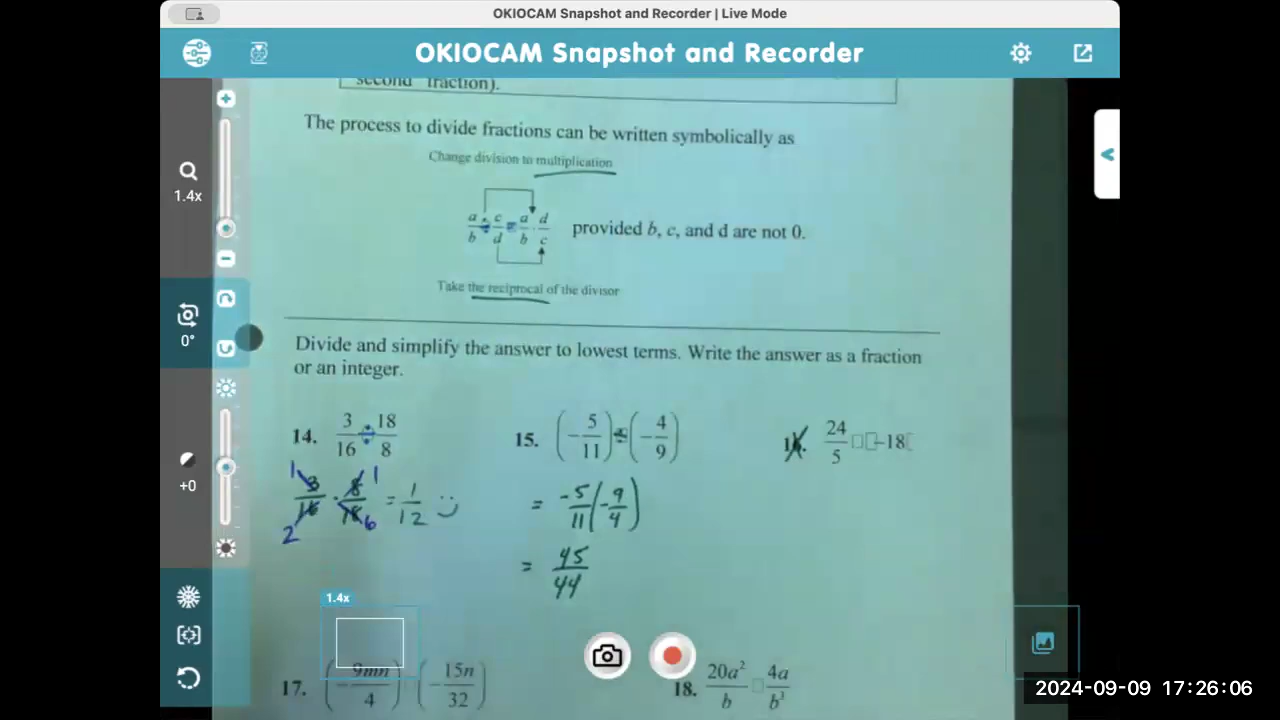 OKIOCAM Snapshot and Recorder | Live Mode
OKIOCAM Snapshot and Recorder
second fraction).
The process to divide fractions can be written symbolically as
Change division to multiplication
a/b ÷ c/d = a/b · d/c provided b, c, and d are not 0.
Take the reciprocal of the divisor
Divide and simplify the answer to lowest terms. Write the answer as a fraction
or an integer.
14. 3/16 ÷ 18/8
15. (-5/11) ÷ (-4/9)
24/5 □□-18□
1 3/16 2 · 8/18 1 6 = 1/12
= -5/11 (-9/4)
= 45/44
17. (-9mn/4) (-15n/32)
18. 20a²/b □ 4a/b³
1.4x
0°
+0
1.4x
2024-09-09 17:26:06